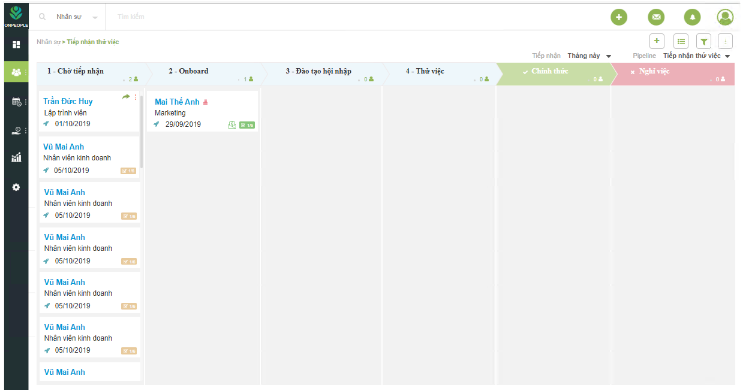 ONPEOPLE
Nhân sự
Tìm kiếm
Nhân sự ▸ Tiếp nhận thử việc
Tiếp nhận Tháng này
Pipeline Tiếp nhận thử việc
1 - Chờ tiếp nhận
2 - Onboard
1
3 - Đào tạo hội nhập
0
4 - Thử việc
0
Chính thức
0
Nghỉ việc
0
Trần Đức Huy
Lập trình viên
01/10/2019
Vũ Mai Anh
Nhân viên kinh doanh
05/10/2019
Vũ Mai Anh
Nhân viên kinh doanh
05/10/2019
Vũ Mai Anh
Nhân viên kinh doanh
05/10/2019
Vũ Mai Anh
Nhân viên kinh doanh
05/10/2019
Vũ Mai Anh
Nhân viên kinh doanh
05/10/2019
Vũ Mai Anh
Mai Thế Anh
Marketing
29/09/2019